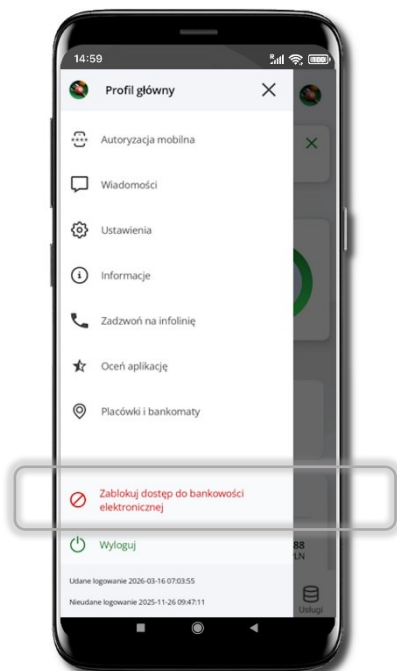 14:59
Profil główny
Autoryzacja mobilna
Wiadomości
Ustawienia
Informacje
Zadzwoń na infolinię
Oceń aplikację
Placówki i bankomaty
Zablokuj dostęp do bankowości
elektronicznej
Wyloguj
88
PLN
Udane logowanie 2026-03-16 07:03:55
Nieudane logowanie 2025-11-26 09:47:11
Usługi